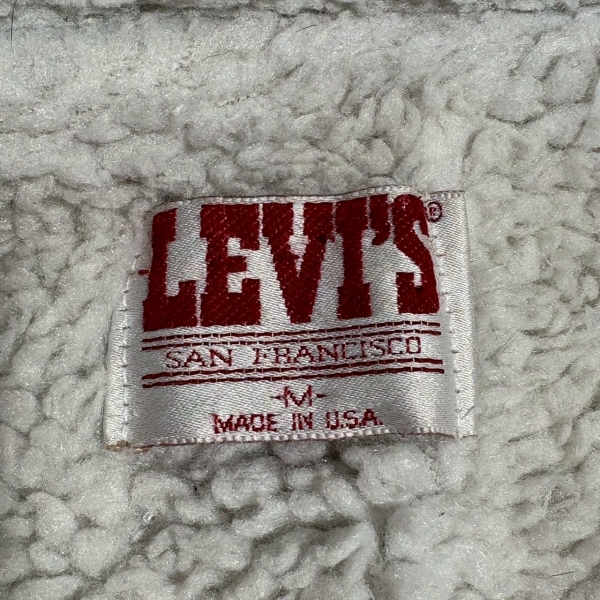 LEVI'S®
SAN FRANCISCO
-M-
MADE IN U.S.A.